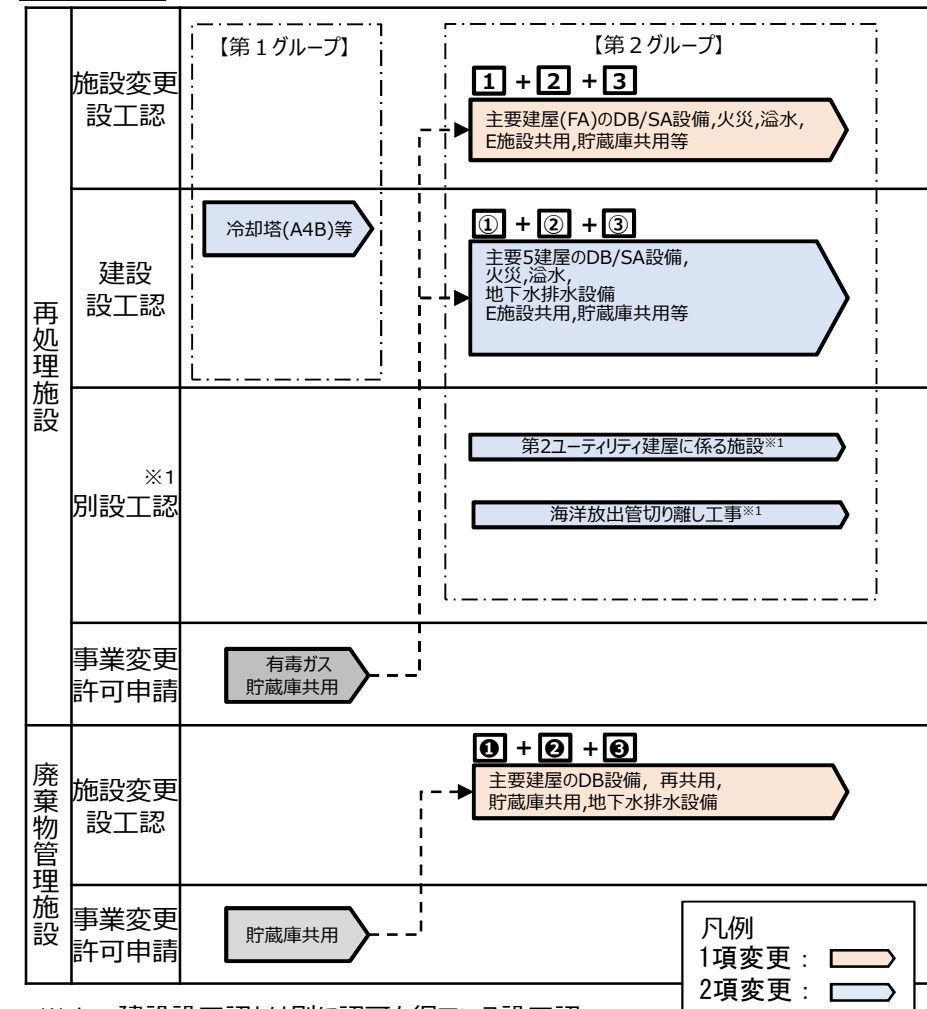 再処理施設
施設変更
設工認
【第１グループ】
【第２グループ】
1 + 2 + 3
主要建屋(FA)のDB/SA設備,火災,溢水,
E施設共用,貯蔵庫共用等
建設
設工認
冷却塔(A4B)等
① + ② + ③
主要5建屋のDB/SA設備,
火災,溢水,
地下水排水設備
E施設共用,貯蔵庫共用等
※1
別設工認
第2ユーティリティ建屋に係る施設※1
海洋放出管切り離し工事※1
事業変更
許可申請
有毒ガス
貯蔵庫共用
廃棄物管理施設
施設変更
設工認
❶ + ❷ + ❸
主要建屋のDB設備，再共用，
貯蔵庫共用,地下水排水設備
事業変更
許可申請
貯蔵庫共用
凡例
1項変更：
2項変更：